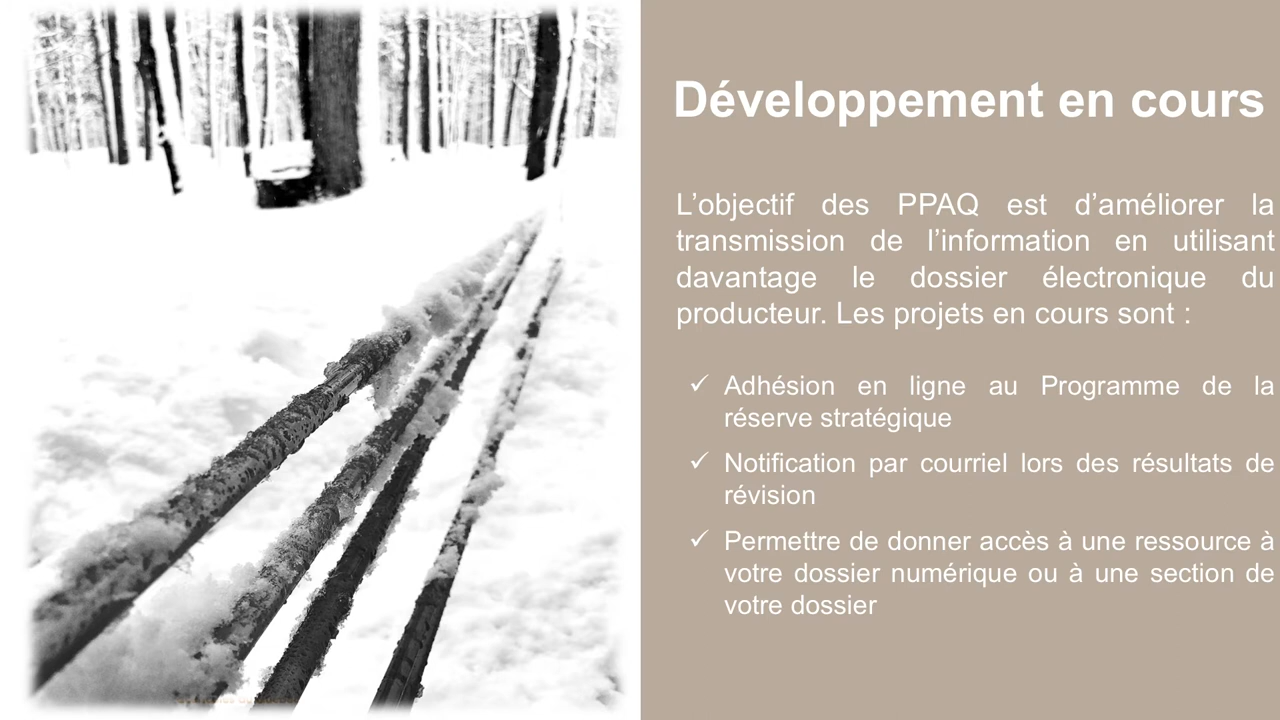 Développement en cours
L’objectif des PPAQ est d’améliorer la
transmission de l’information en utilisant
davantage le dossier électronique du
producteur. Les projets en cours sont :
✓ Adhésion en ligne au Programme de la
réserve stratégique
✓ Notification par courriel lors des résultats de
révision
✓ Permettre de donner accès à une ressource à
votre dossier numérique ou à une section de
votre dossier